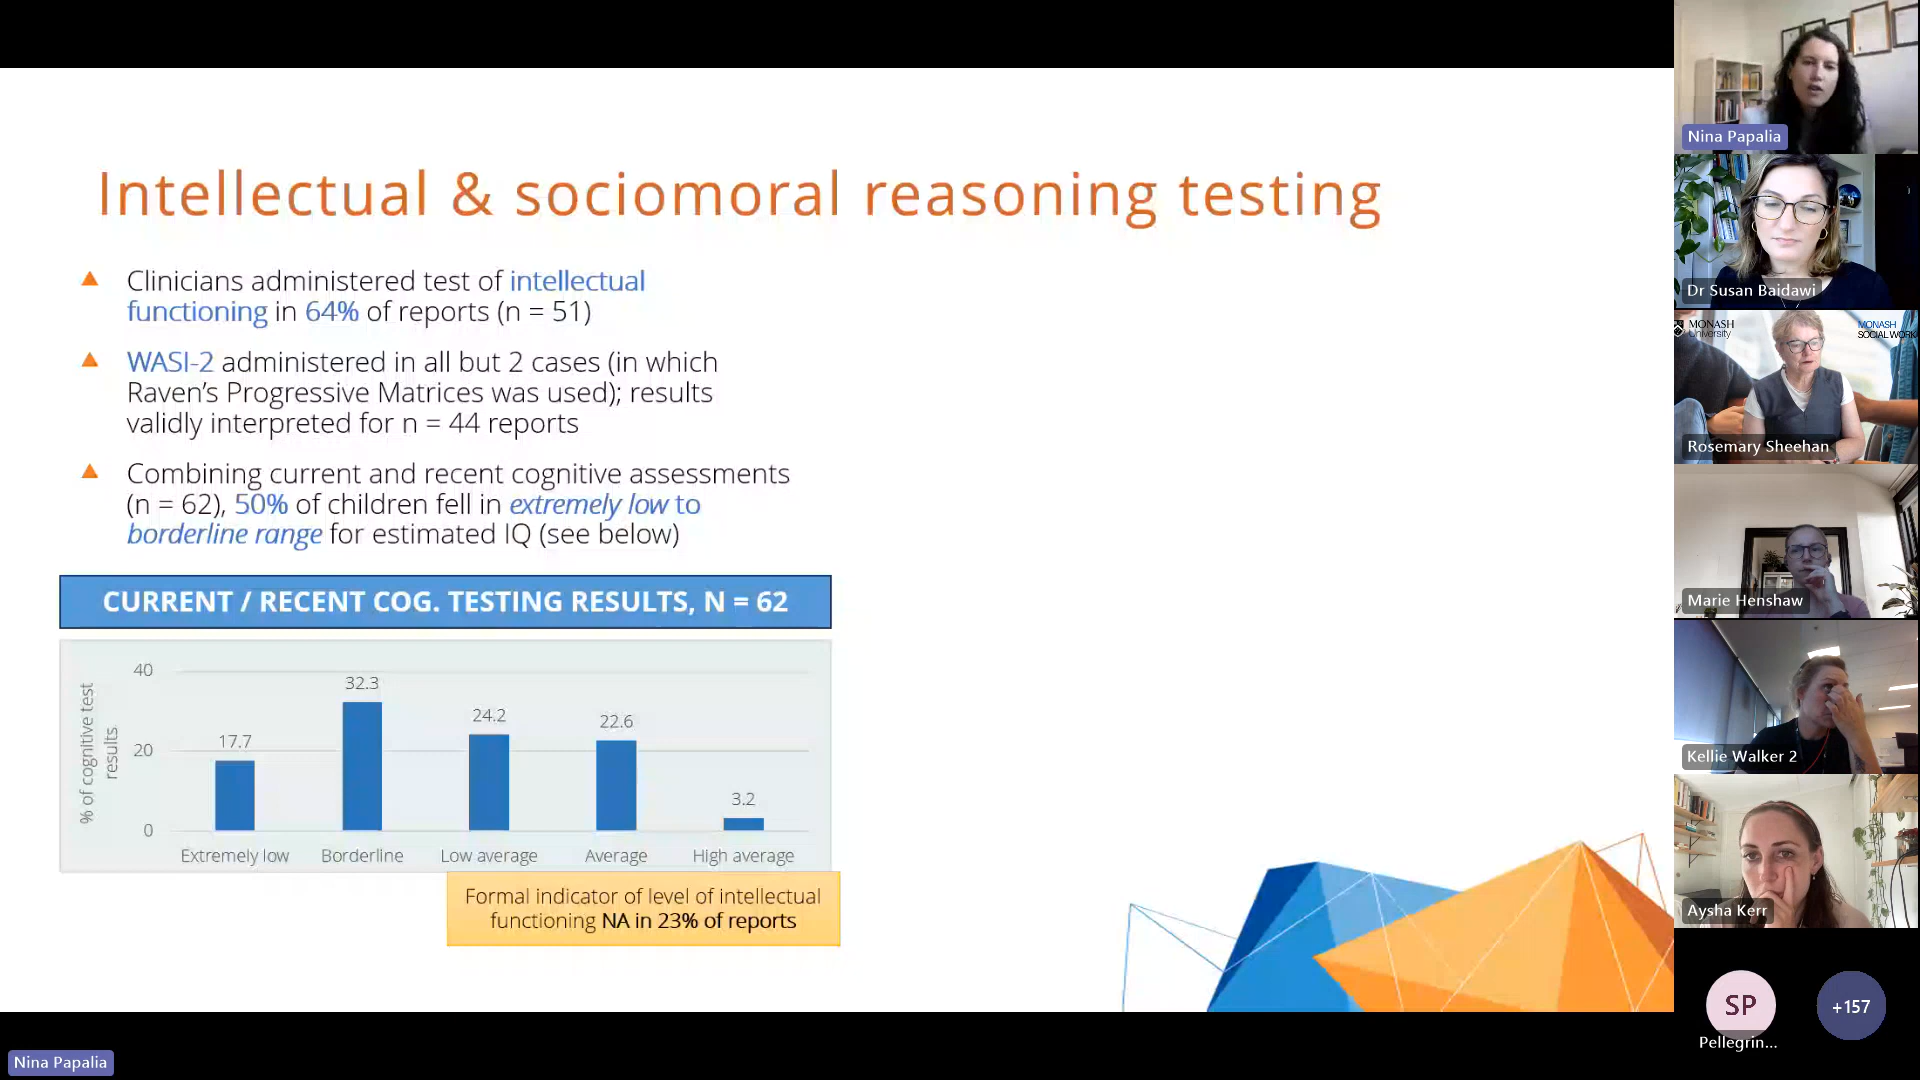 Intellectual & sociomoral reasoning testing
Clinicians administered test of intellectual
functioning in 64% of reports (n = 51)
WASI-2 administered in all but 2 cases (in which
Raven's Progressive Matrices was used); results
validly interpreted for n = 44 reports
Combining current and recent cognitive assessments
(n = 62), 50% of children fell in extremely low to
borderline range for estimated IQ (see below)
CURRENT / RECENT COG. TESTING RESULTS, N = 62
% of cognitive test
results
40
20
0
17.7
32.3
24.2
22.6
3.2
Extremely low
Borderline
Low average
Average
High average
Formal indicator of level of intellectual
functioning NA in 23% of reports
Nina Papalia
Nina Papalia
Dr Susan Baidawi
MONASH
University
MONASH
SOCIAL WORK
Rosemary Sheehan
Marie Henshaw
Kellie Walker 2
Aysha Kerr
SP
Pellegrin...
+157